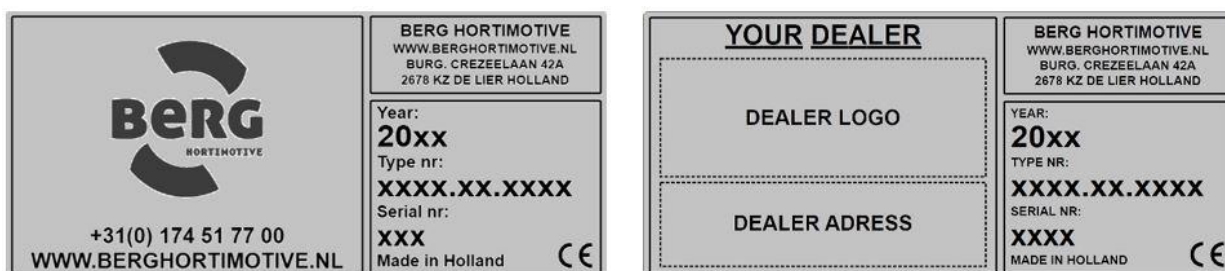 BERG
HORTIMOTIVE
+31(0) 174 51 77 00
WWW.BERGHORTIMOTIVE.NL
BERG HORTIMOTIVE
WWW.BERGHORTIMOTIVE.NL
BURG. CREZEELAAN 42A
2678 KZ DE LIER HOLLAND
Year:
20xx
Type nr:
XXXX.XX.XXXX
Serial nr:
XXX
Made in Holland CE
YOUR DEALER
DEALER LOGO
DEALER ADRESS
BERG HORTIMOTIVE
WWW.BERGHORTIMOTIVE.NL
BURG. CREZEELAAN 42A
2678 KZ DE LIER HOLLAND
YEAR:
20xx
TYPE NR:
XXXX.XX.XXXX
SERIAL NR:
XXXX
MADE IN HOLLAND CE